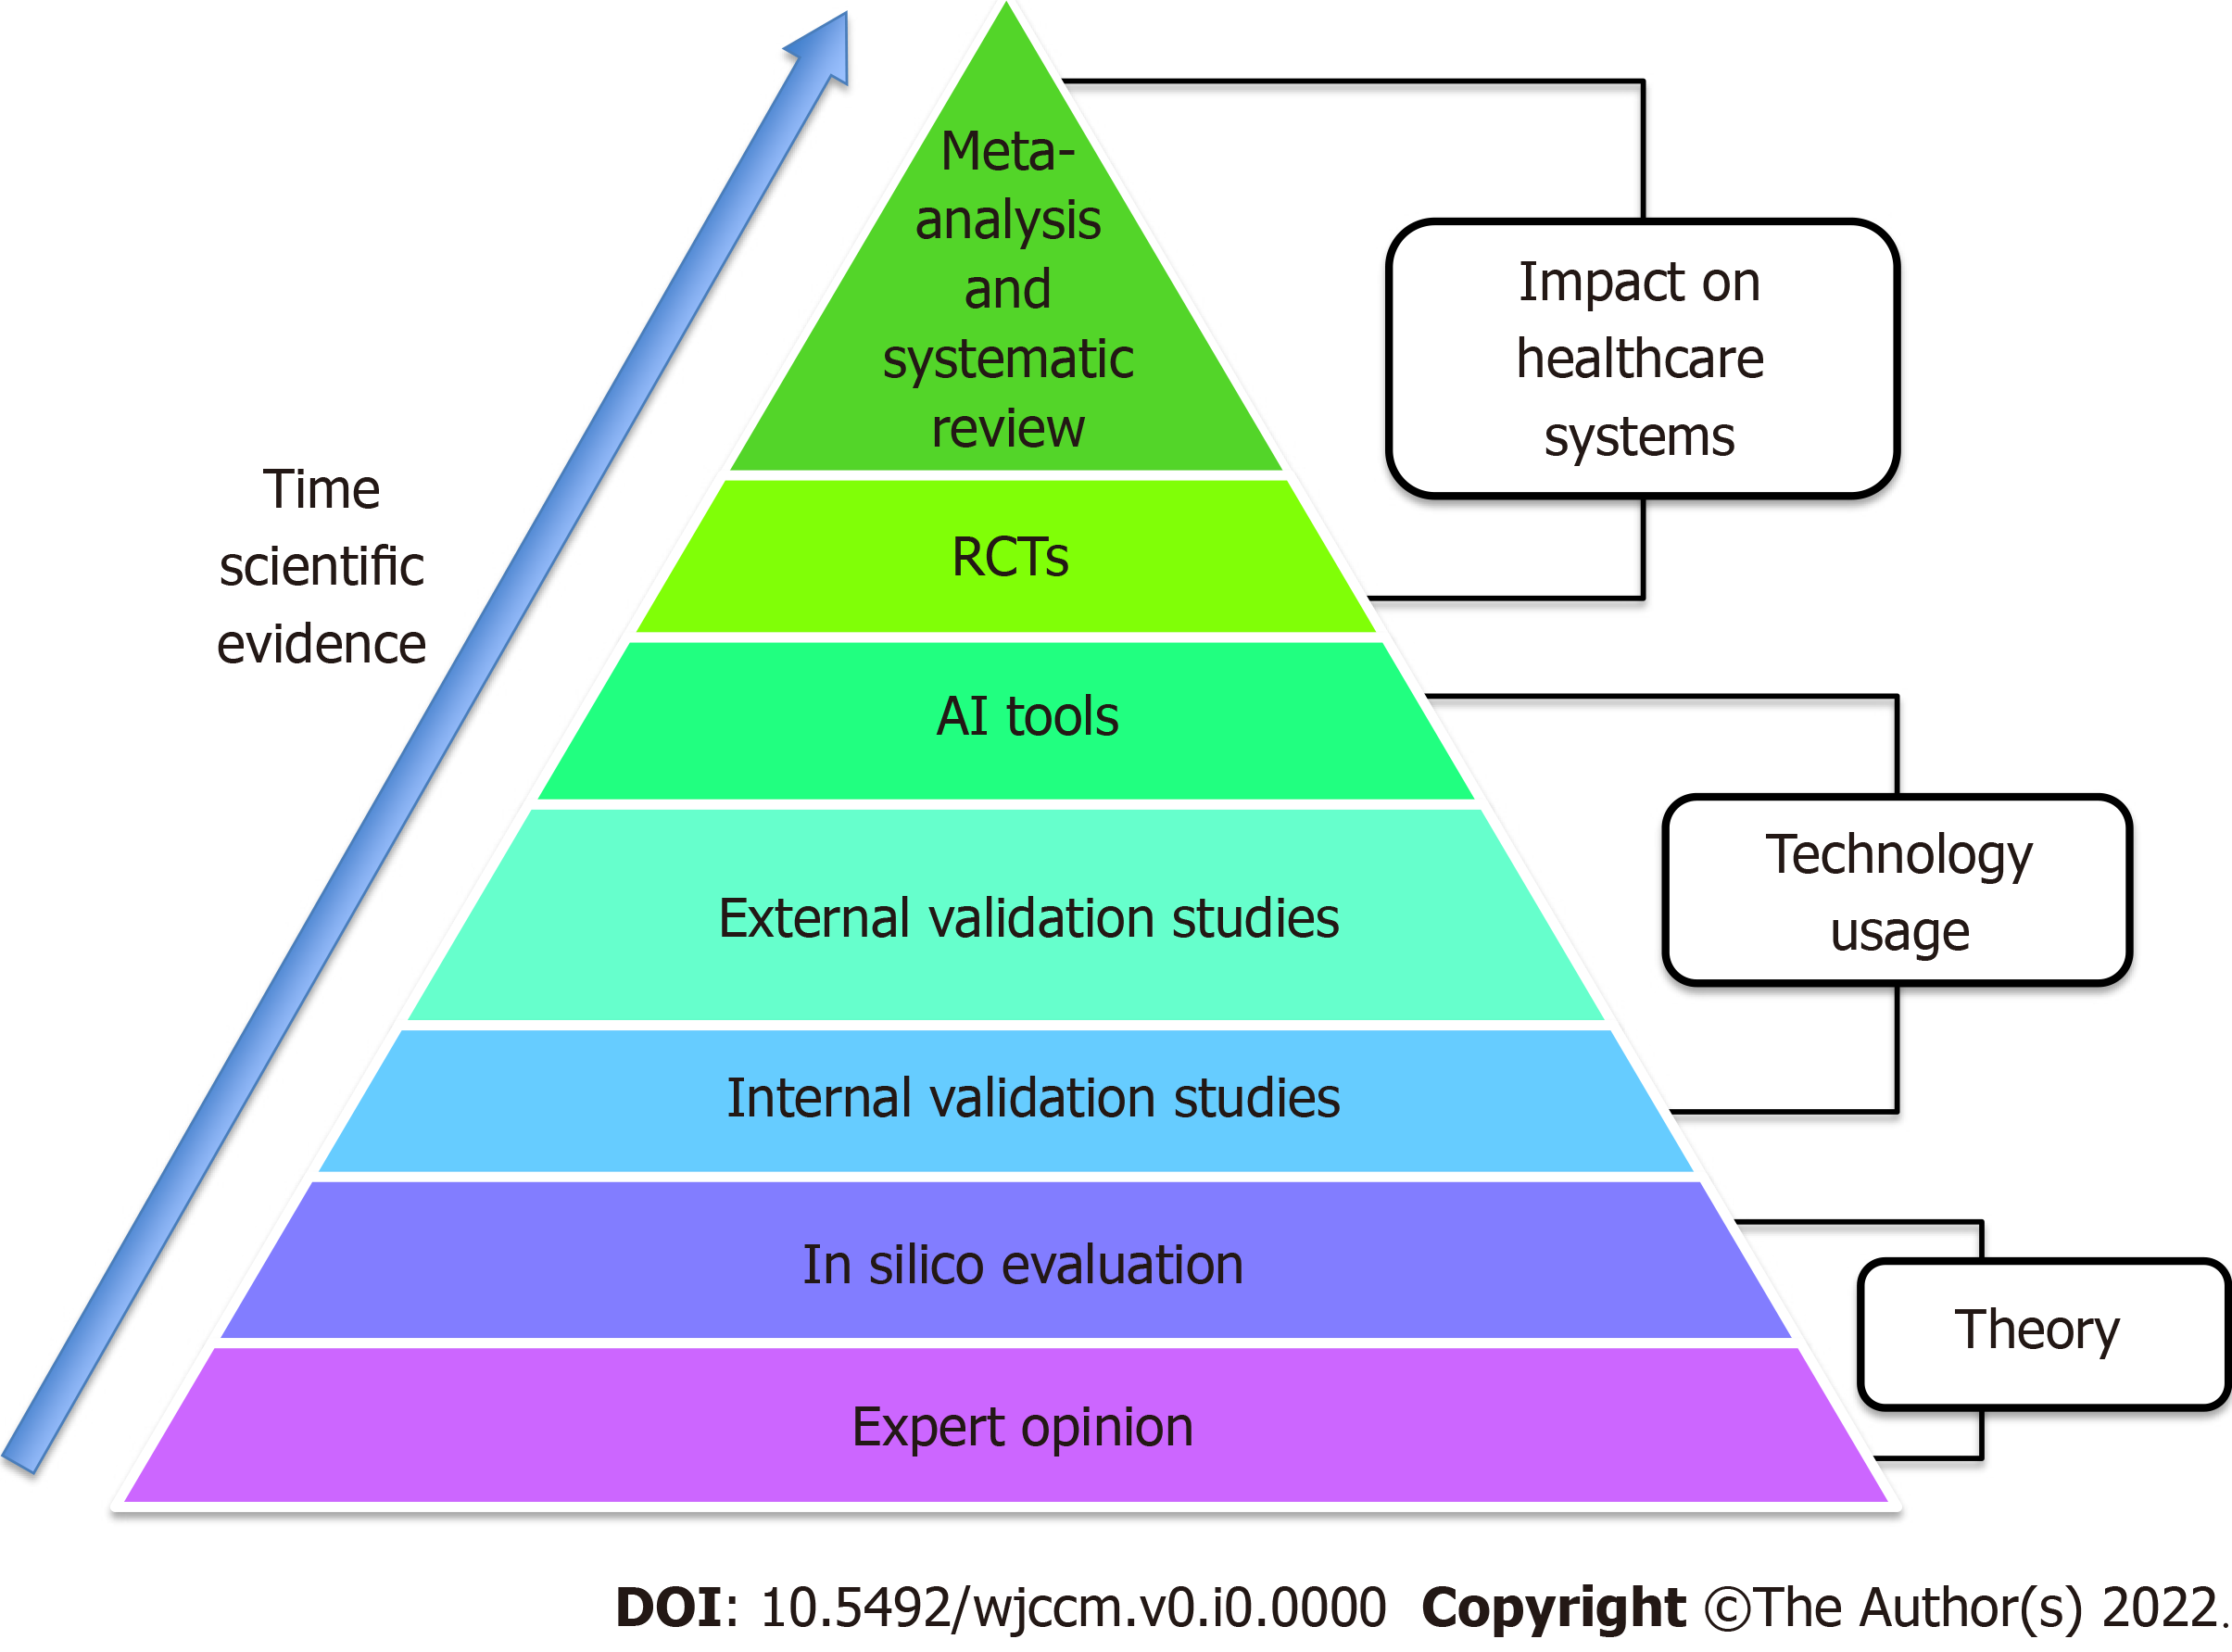 Meta-
analysis
and
systematic
review
Impact on
healthcare
systems
Time
scientific
evidence
RCTs
AI tools
Technology
usage
External validation studies
Internal validation studies
In silico evaluation
Theory
Expert opinion
DOI: 10.5492/wjccm.v0.i0.0000 Copyright ©The Author(s) 2022.